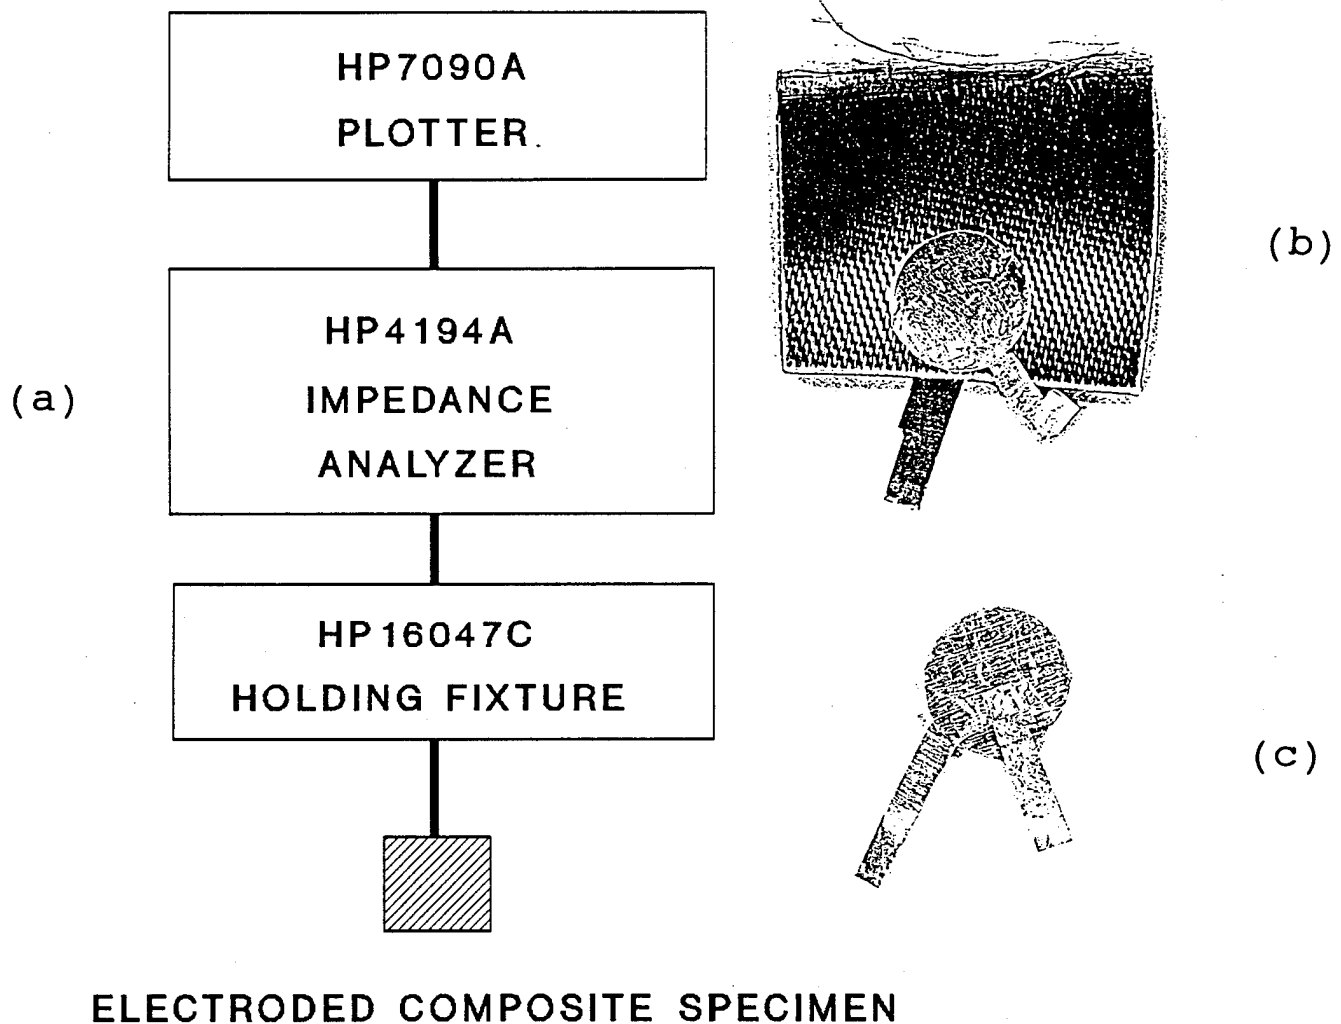 HP7090A
PLOTTER.
(b)
HP4194A
(a)
IMPEDANCE
ANALYZER
HP16047C
HOLDING FIXTURE
(c)
ELECTRODED COMPOSITE SPECIMEN